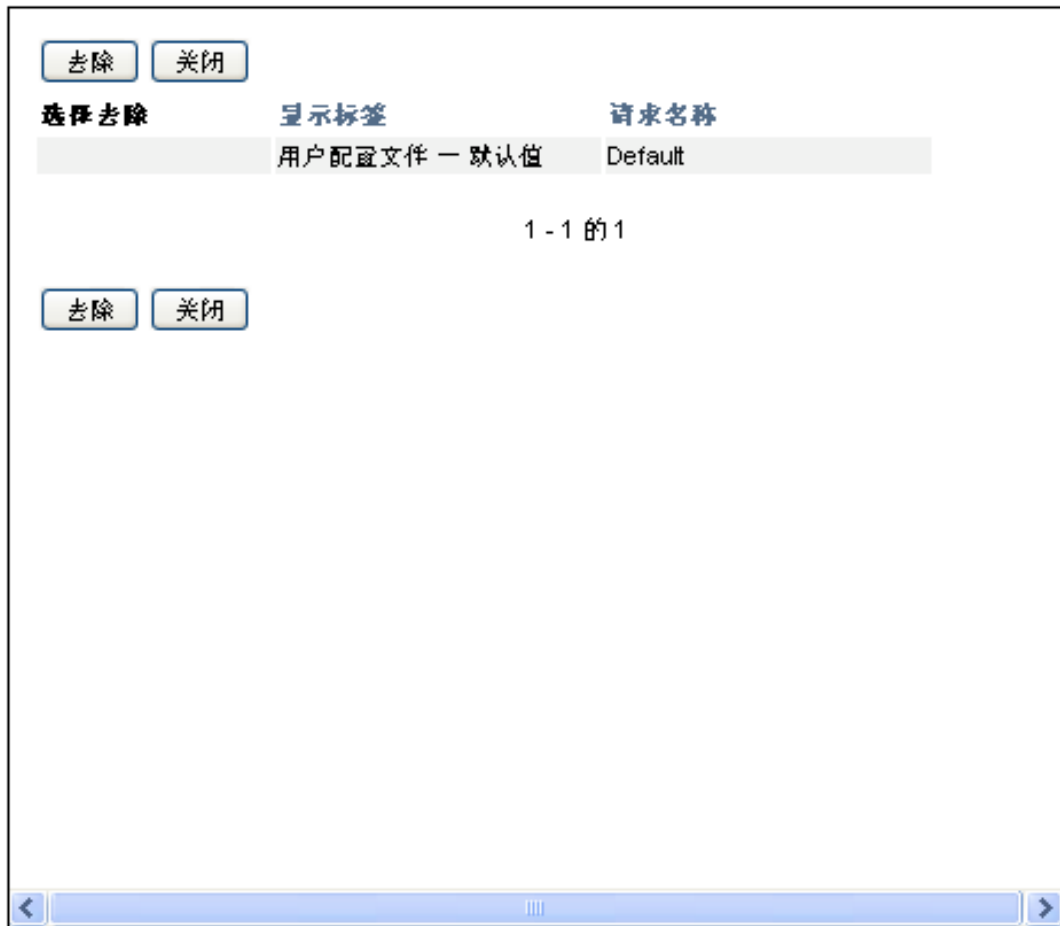 去除 关闭
选择去除 显示标签 请求名称
用户配置文件 — 默认值 Default
1 - 1 的 1
去除 关闭